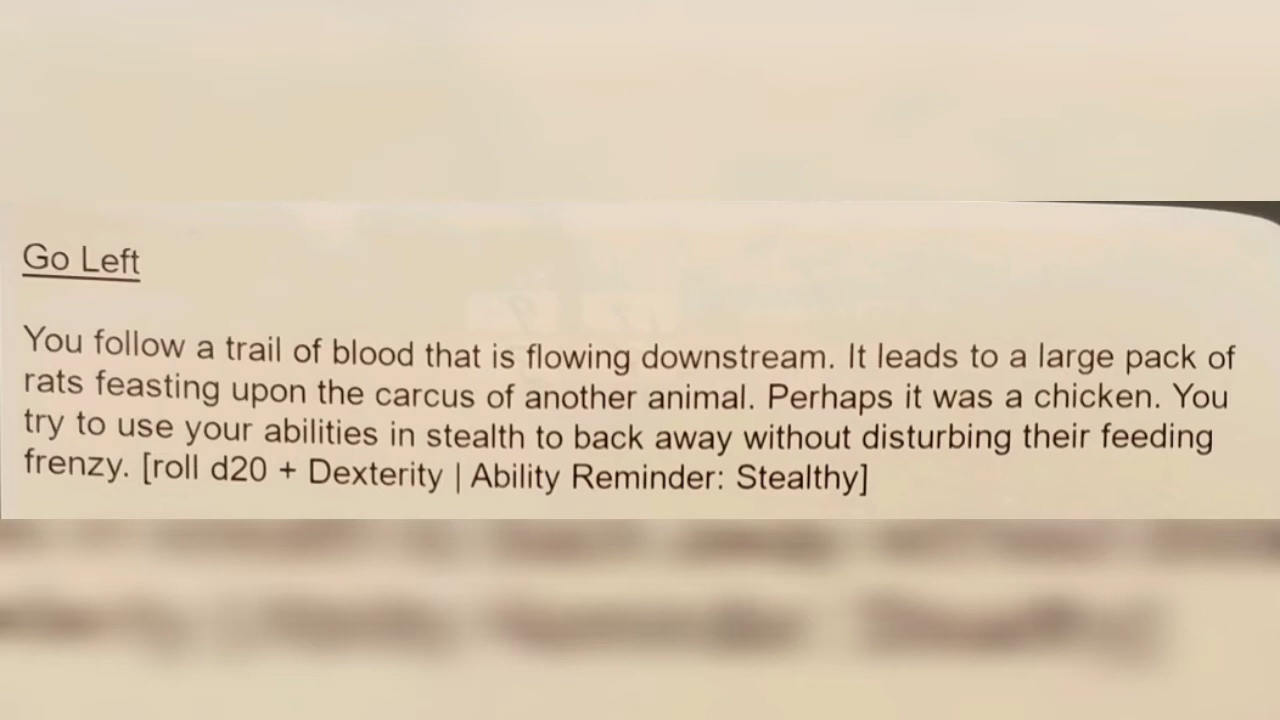 Go Left
You follow a trail of blood that is flowing downstream. It leads to a large pack of
rats feasting upon the carcus of another animal. Perhaps it was a chicken. You
try to use your abilities in stealth to back away without disturbing their feeding
frenzy. [roll d20 + Dexterity | Ability Reminder: Stealthy]